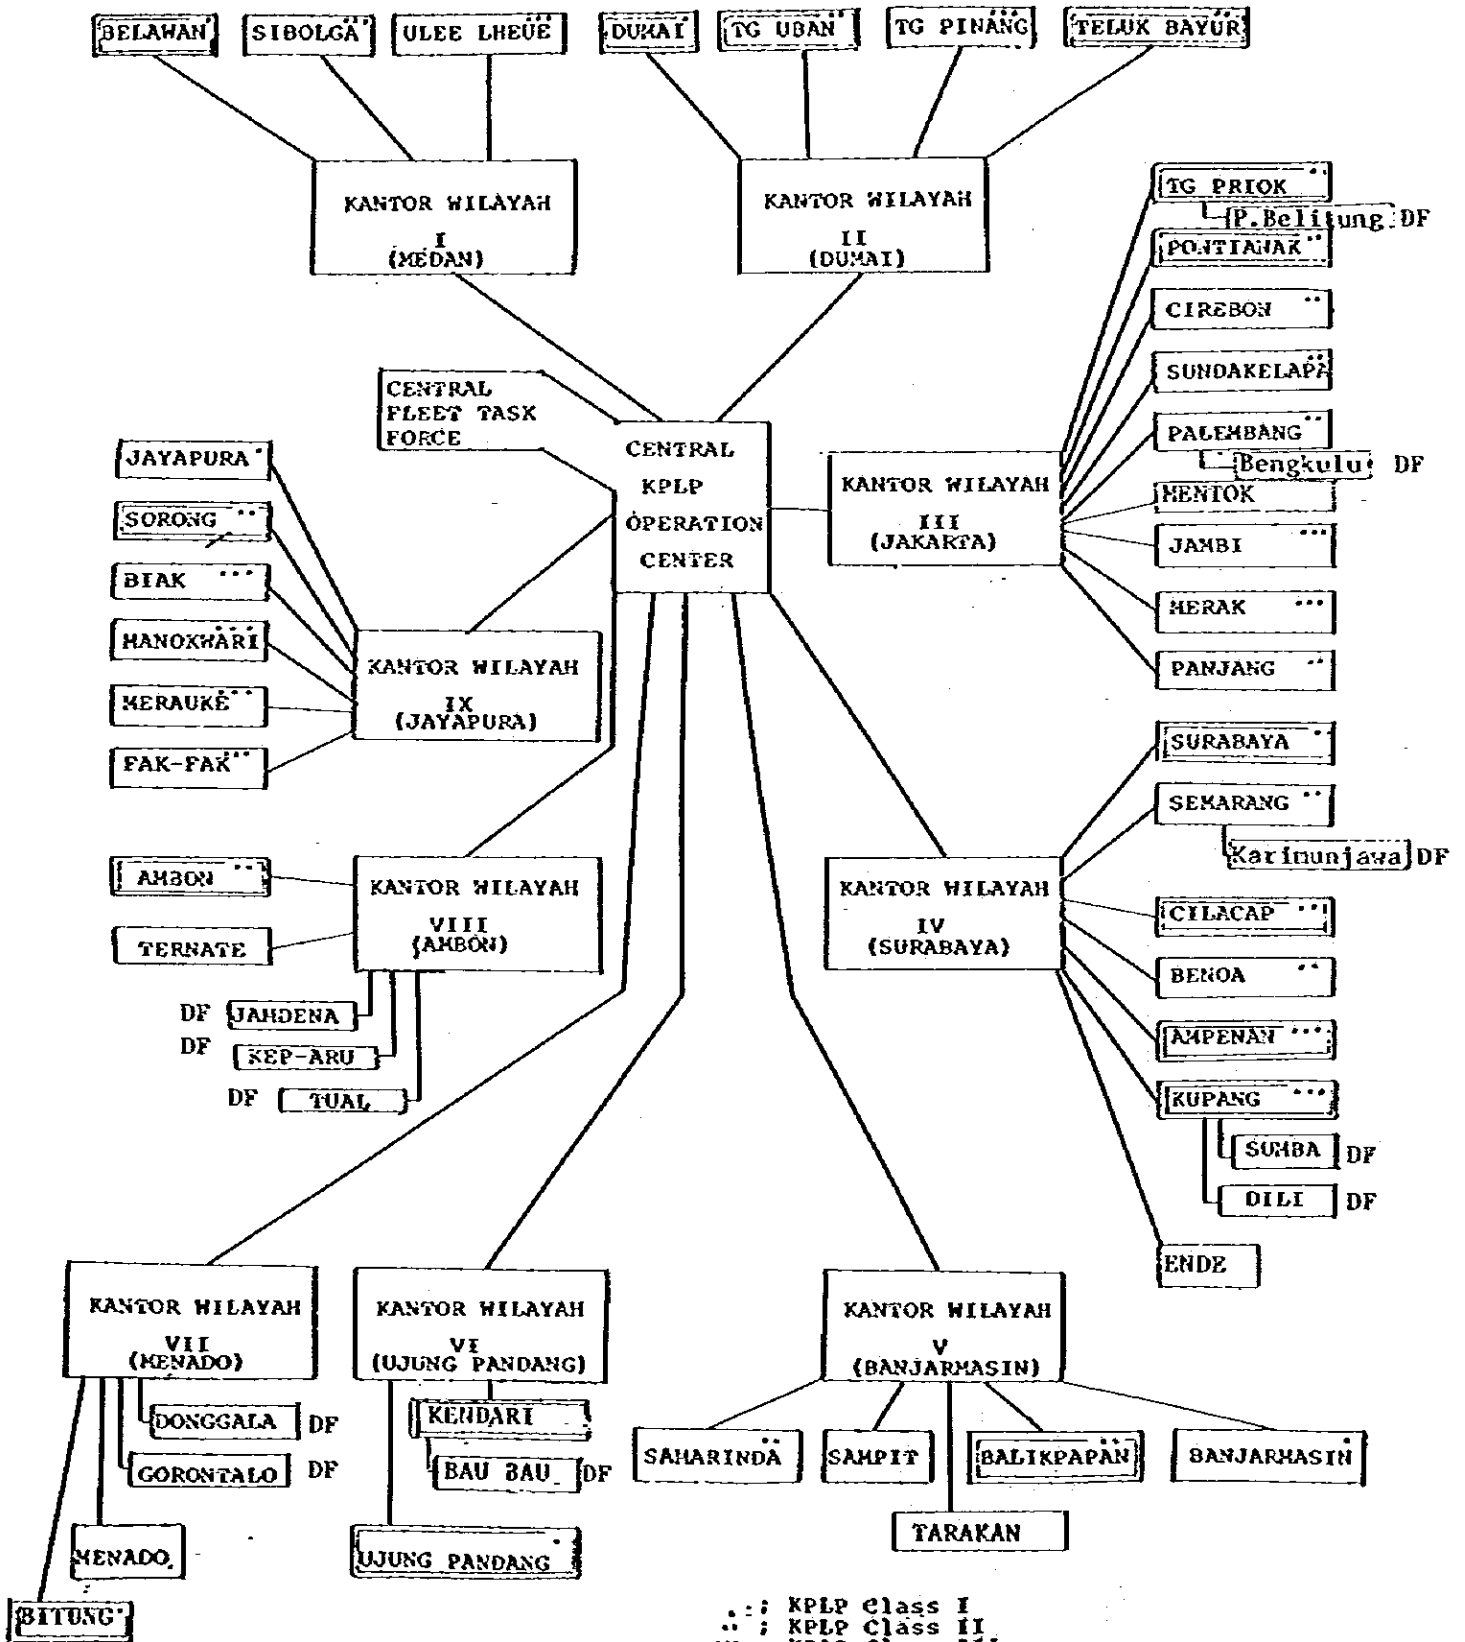 BELAWAN
SIBOLGA
ULEE LHEUE
DUMAI
TG UBAN
TG PINANG
TELUK BAYUR
KANTOR WILAYAH
I
(MEDAN)
KANTOR WILAYAH
II
(DUMAI)
TG PRIOK
P.Belitung DF
PONTIANAK
CIREBON
SUNDAKELAPA
PALEMBANG
Bengkulu DF
MENTOK
JAMBI
MERAK
PANJANG
CENTRAL
FLEET TASK
FORCE
CENTRAL
KPLP
OPERATION
CENTER
KANTOR WILAYAH
III
(JAKARTA)
JAYAPURA
SORONG
BIAK
MANOKWARI
MERAUKE
FAK-FAK
KANTOR WILAYAH
IX
(JAYAPURA)
SURABAYA
SEMARANG
Karimunjawa DF
CILACAP
BENOA
AMPENAN
KUPANG
SUMBA DF
DILI DF
ENDE
KANTOR WILAYAH
IV
(SURABAYA)
AMBON
TERNATE
KANTOR WILAYAH
VIII
(AMBON)
DF JAMDENA
DF KEP-ARU
DF TUAL
KANTOR WILAYAH
VII
(MENADO)
DONGGALA DF
GORONTALO DF
MENADO
BITUNG
KANTOR WILAYAH
VI
(UJUNG PANDANG)
KENDARI
BAU BAU DF
UJUNG PANDANG
KANTOR WILAYAH
V
(BANJARMASIN)
SAMARINDA
SAMPIT
BALIKPAPAN
BANJARMASIN
TARAKAN
. ; KPLP Class I
.. ; KPLP Class II